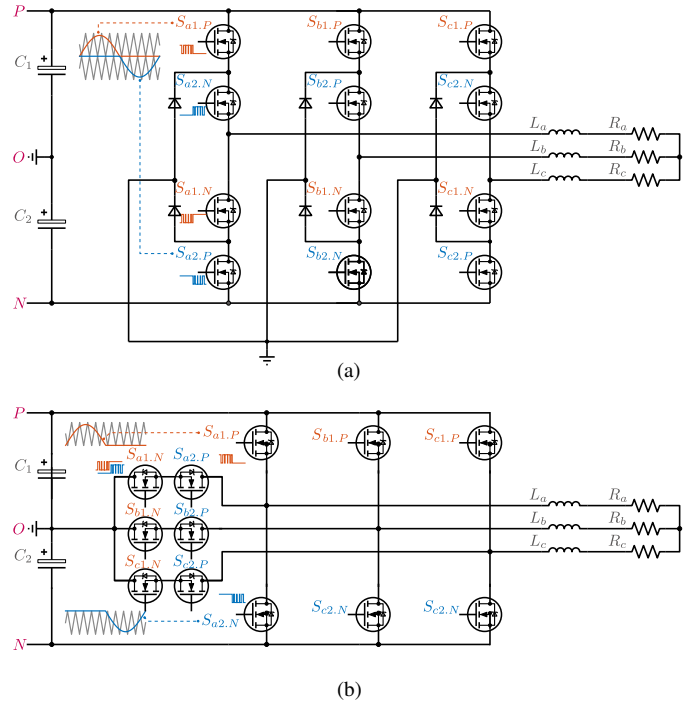 P
S_{a1.P} S_{b1.P} S_{c1.P}
C_1
S_{a2.N} S_{b2.P} S_{c2.N}
L_a R_a
O L_b R_b
L_c R_c
S_{a1.N} S_{b1.N} S_{c1.N}
C_2
S_{a2.P} S_{b2.N} S_{c2.P}
N
(a)
P
S_{a1.P} S_{b1.P} S_{c1.P}
S_{a1.N} S_{a2.P}
C_1
L_a R_a
S_{b1.N} S_{b2.P}
O L_b R_b
C_2 L_c R_c
S_{c1.N} S_{c2.P}
S_{a2.N} S_{c2.N} S_{c2.N}
N
(b)